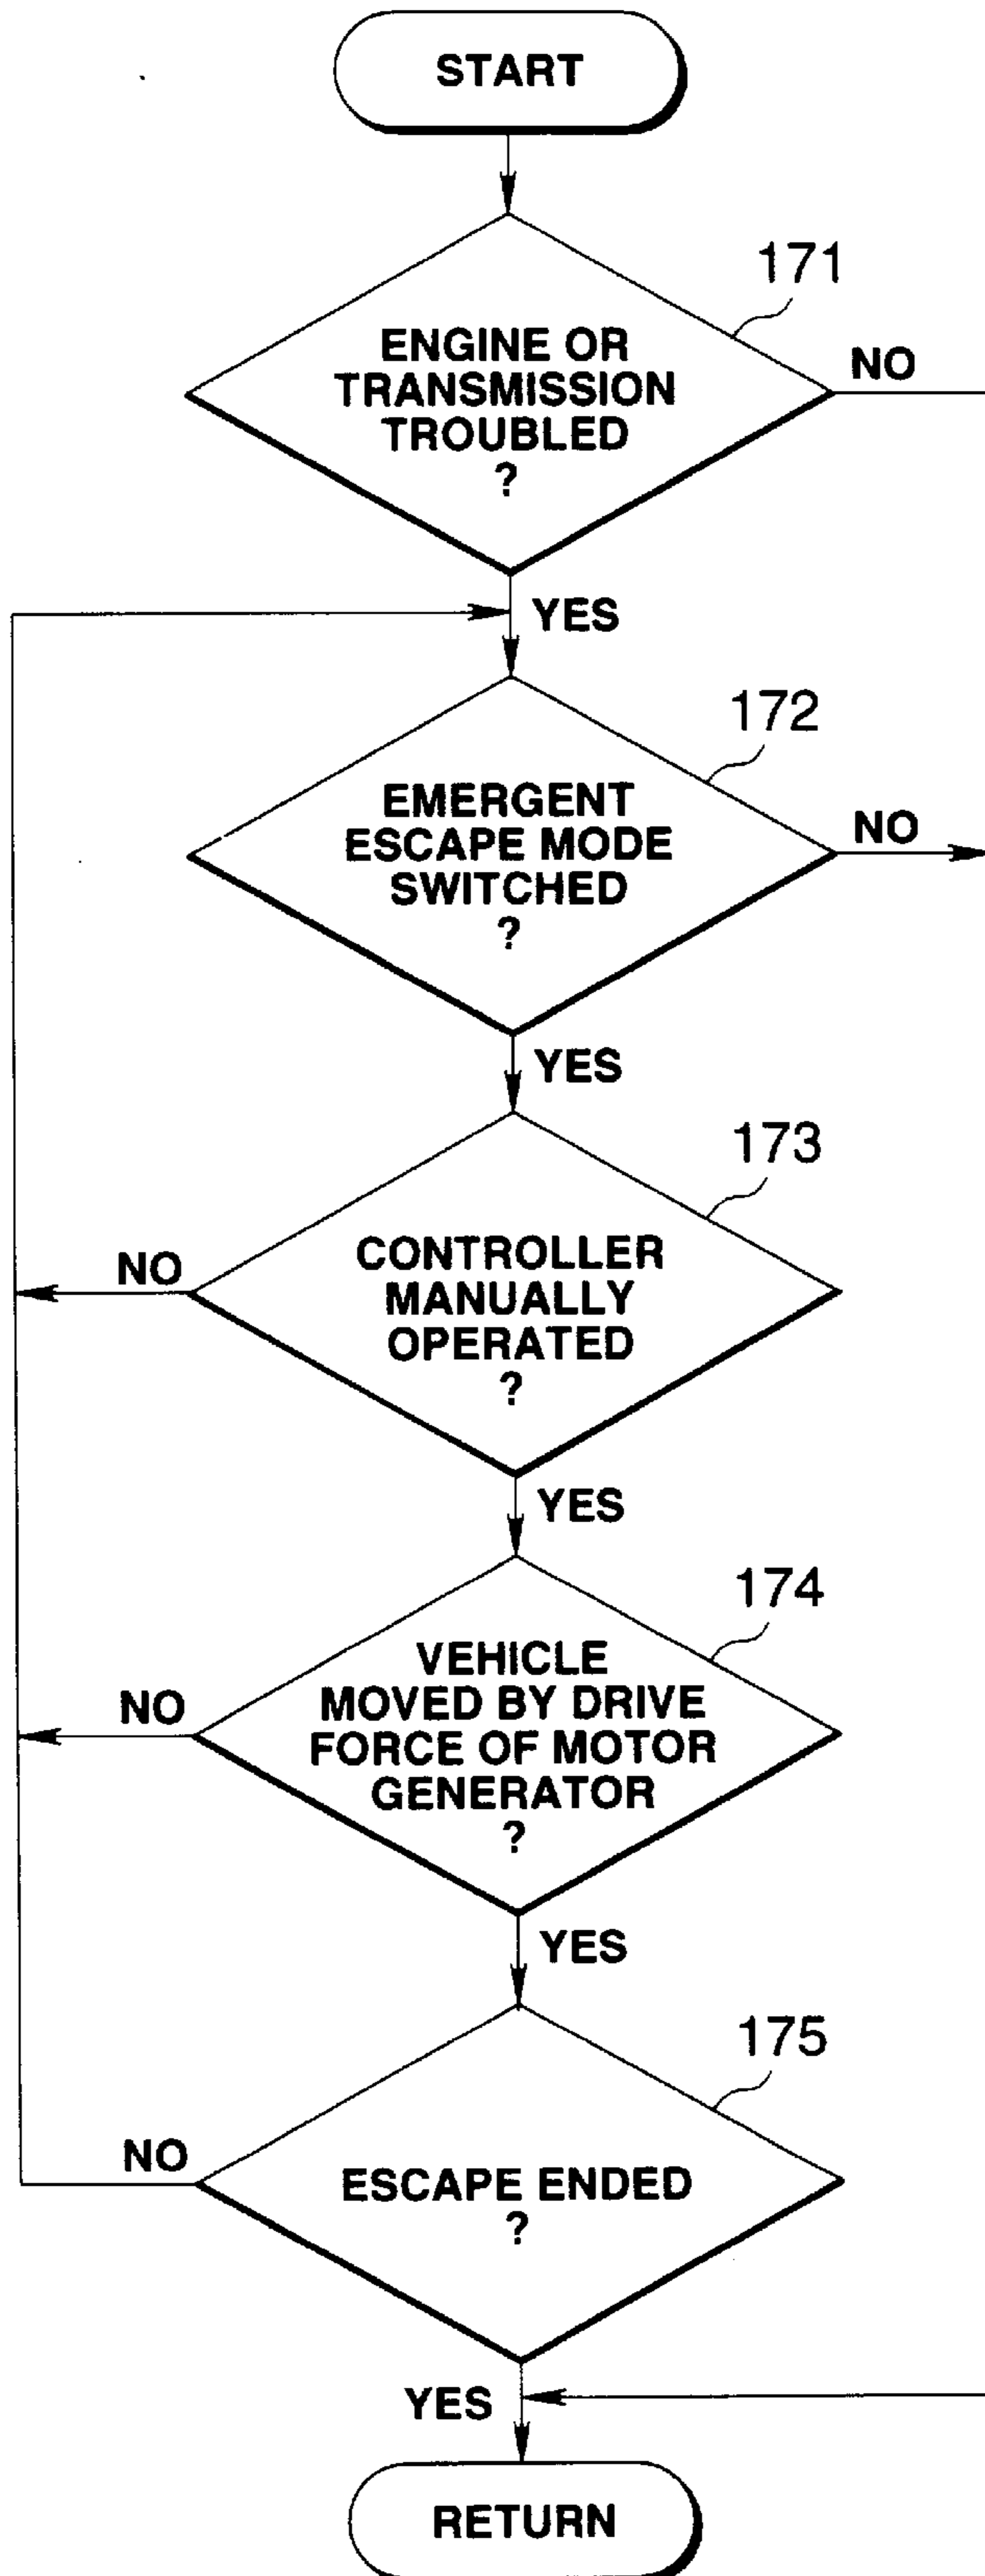 START
171
ENGINE OR
TRANSMISSION
TROUBLED
?
NO
YES
172
EMERGENT
ESCAPE MODE
SWITCHED
?
NO
YES
173
CONTROLLER
MANUALLY
OPERATED
?
NO
YES
174
VEHICLE
MOVED BY DRIVE
FORCE OF MOTOR
GENERATOR
?
NO
YES
175
ESCAPE ENDED
?
NO
YES
RETURN